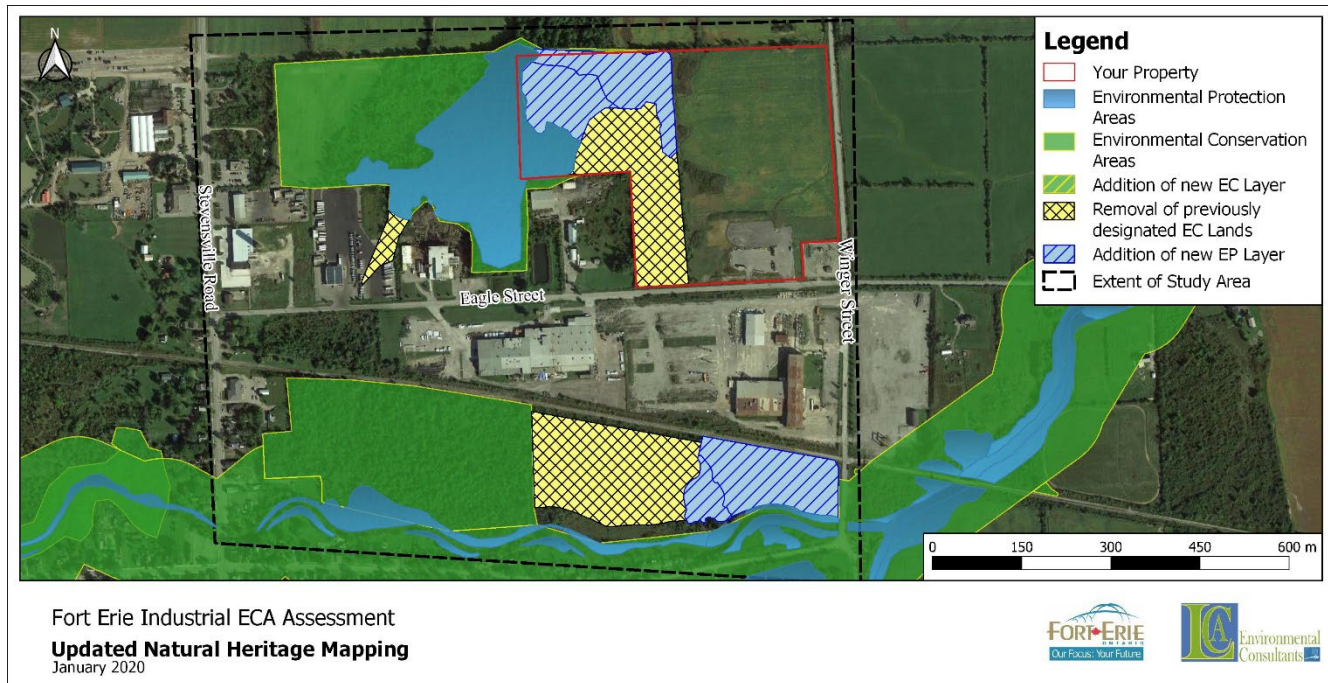 N
Stevensville Road
Eagle Street
Winger Street
Legend
Your Property
Environmental Protection
Areas
Environmental Conservation
Areas
Addition of new EC Layer
Removal of previously
designated EC Lands
Addition of new EP Layer
Extent of Study Area
0 150 300 450 600 m
Fort Erie Industrial ECA Assessment
Updated Natural Heritage Mapping
January 2020
FORT ERIE
ONTARIO
Our Focus: Your Future
LCA
Environmental
Consultants